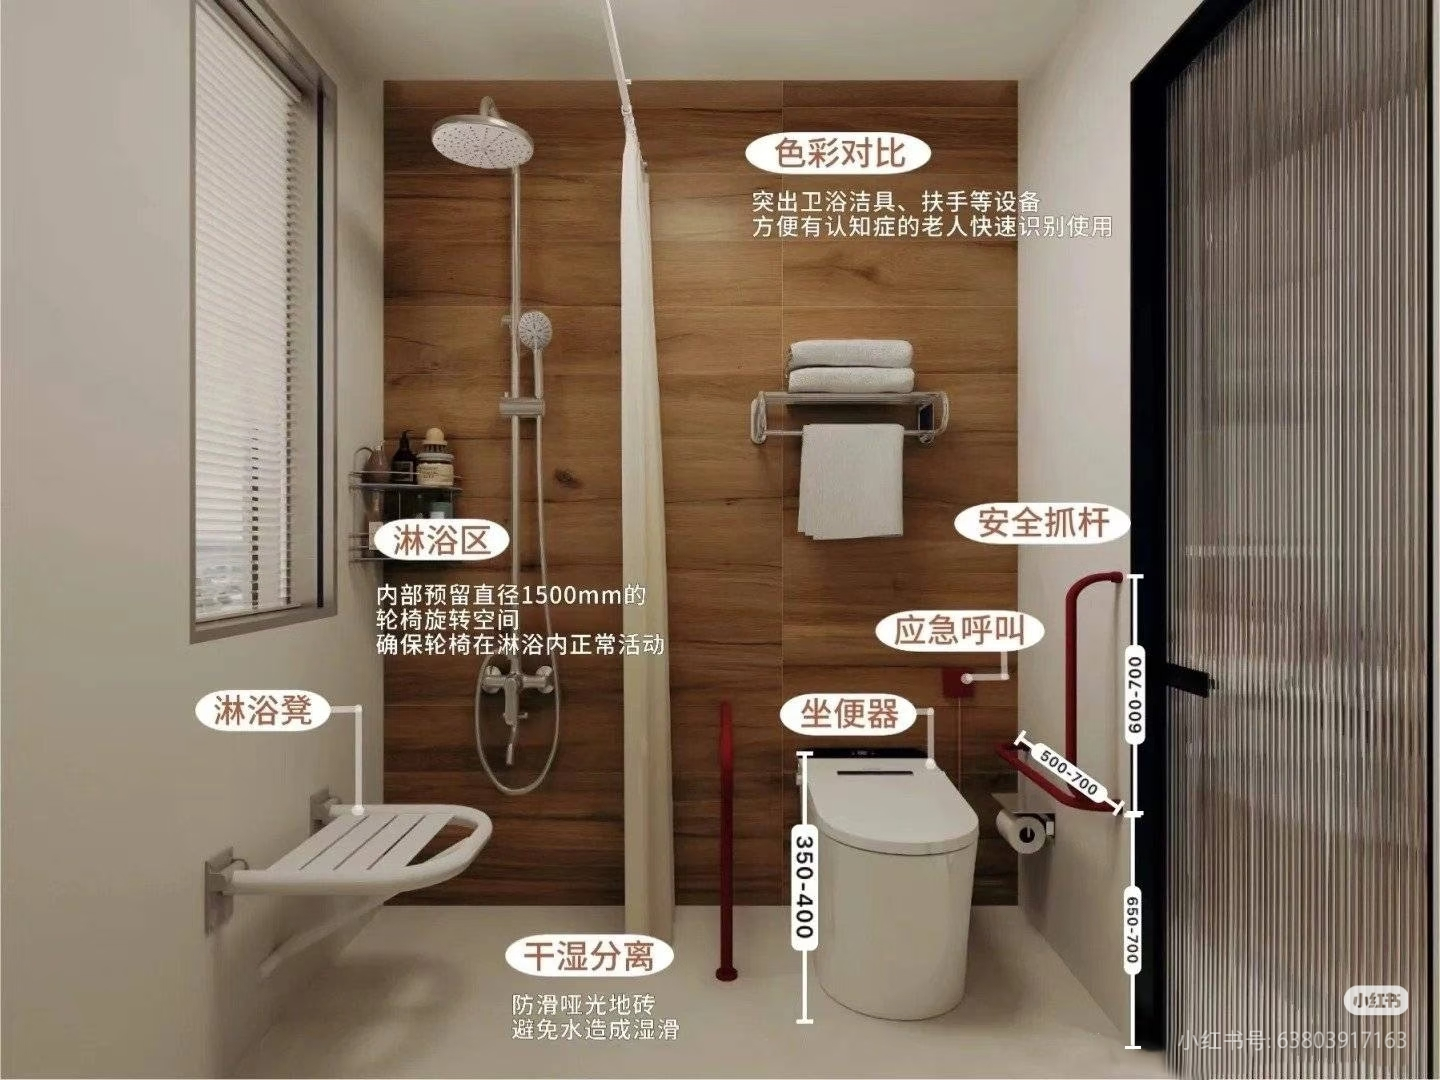 色彩对比
突出卫浴洁具、扶手等设备
方便有认知症的老人快速识别使用
安全抓杆
淋浴区
内部预留直径1500mm的
轮椅旋转空间
确保轮椅在淋浴内正常活动
应急呼叫
600-700
淋浴凳
坐便器
500-700
350-400
650-700
干湿分离
防滑哑光地砖
避免水造成湿滑
小红书
小红书号: 63803917163